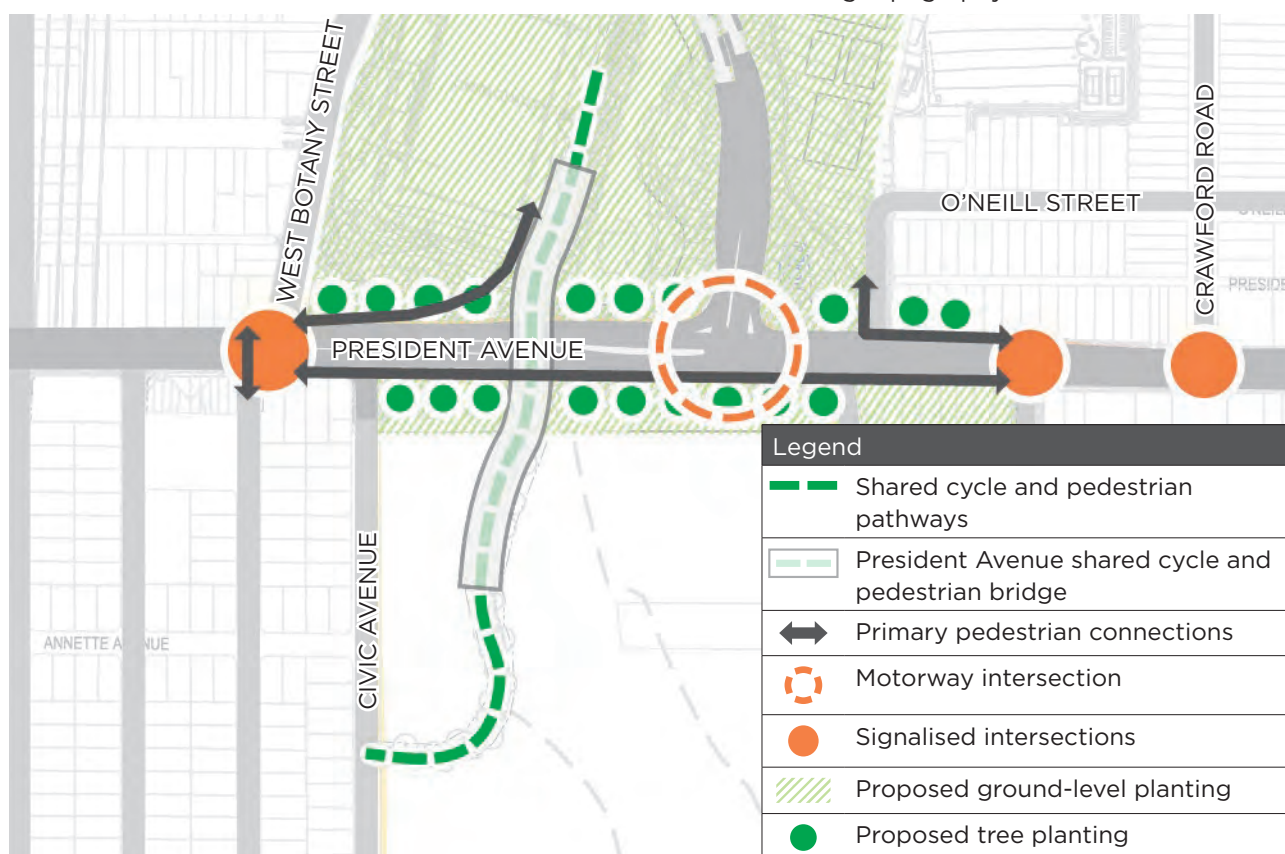 WEST BOTANY STREET
O'NEILL STREET
CRAWFORD ROAD
PRESIDENT AVENUE
CIVIC AVENUE
Legend
Shared cycle and pedestrian
pathways
President Avenue shared cycle and
pedestrian bridge
Primary pedestrian connections
Motorway intersection
Signalised intersections
Proposed ground-level planting
Proposed tree planting